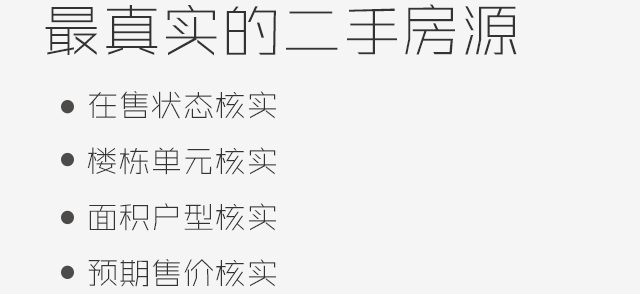 最真实的二手房源
● 在售状态核实
● 楼栋单元核实
● 面积户型核实
● 预期售价核实